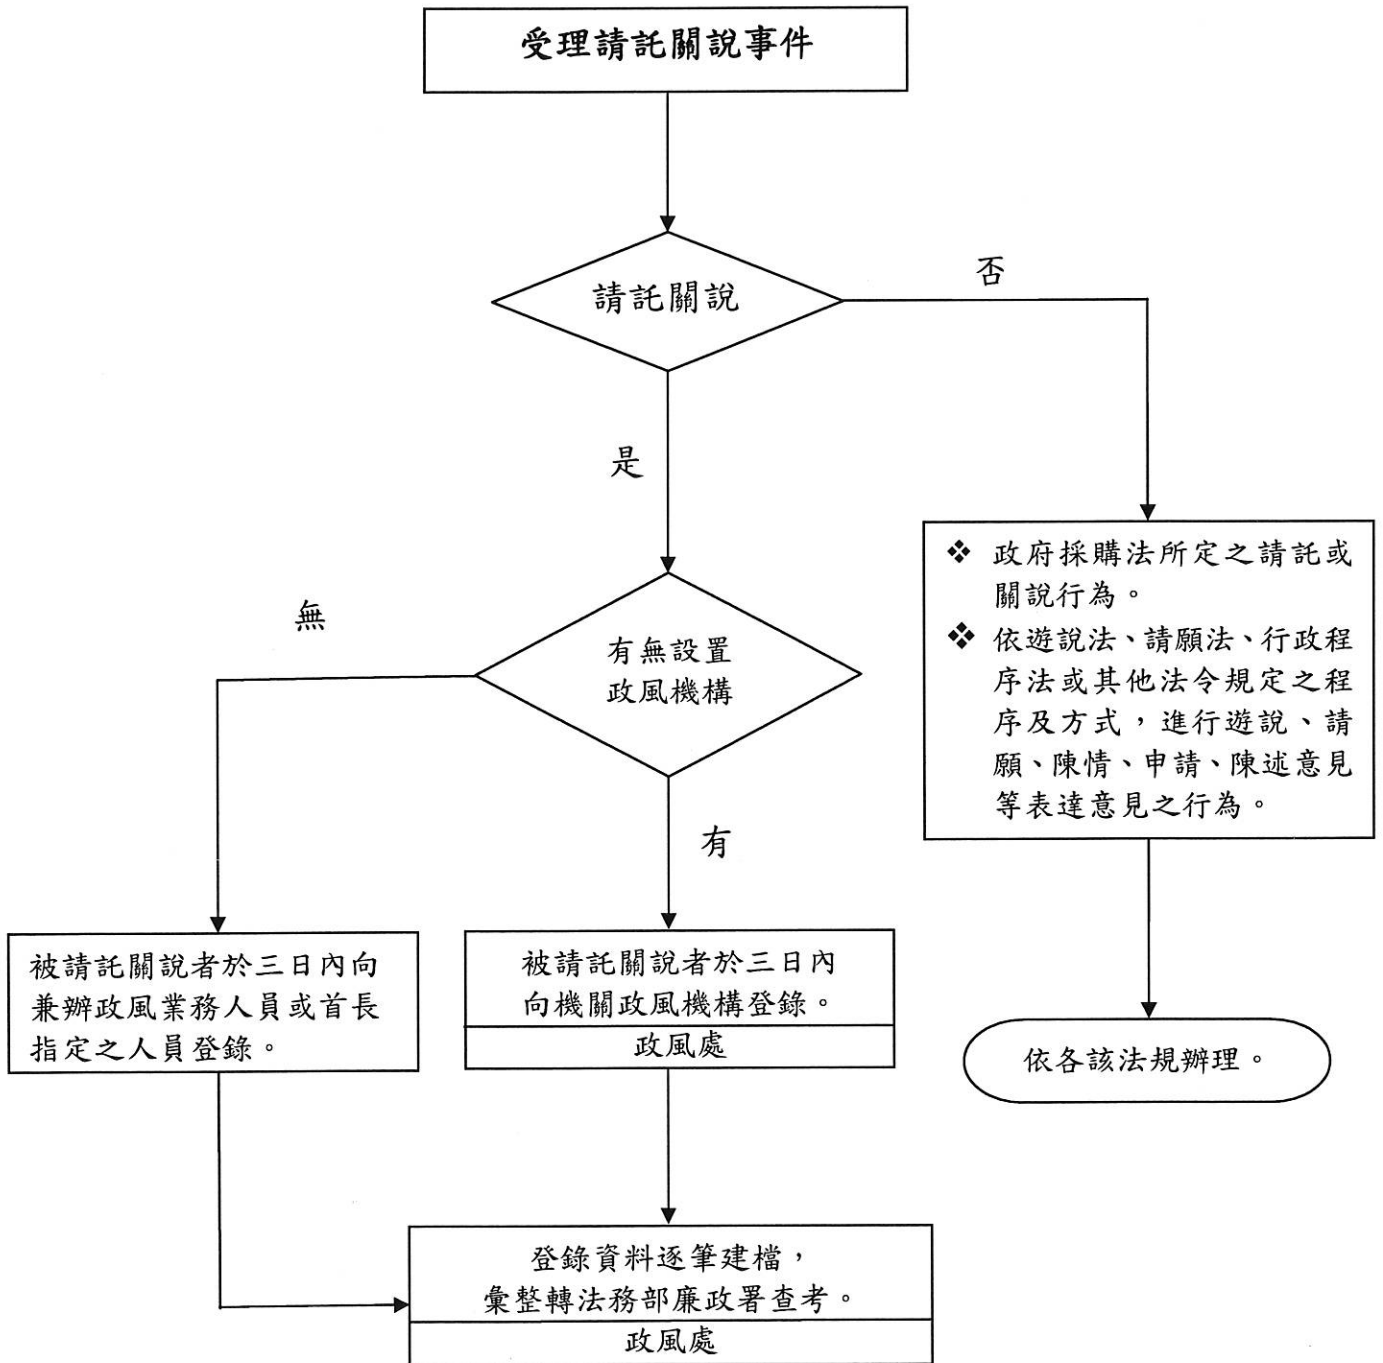 受理請託關說事件
請託關說
否
是
❖ 政府採購法所定之請託或
關說行為。
❖ 依遊說法、請願法、行政程
序法或其他法令規定之程
序及方式,進行遊說、請
願、陳情、申請、陳述意見
等表達意見之行為。
無
有無設置
政風機構
有
被請託關說者於三日內向
兼辦政風業務人員或首長
指定之人員登錄。
被請託關說者於三日內
向機關政風機構登錄。
政風處
依各該法規辦理。
登錄資料逐筆建檔,
彙整轉法務部廉政署查考。
政風處